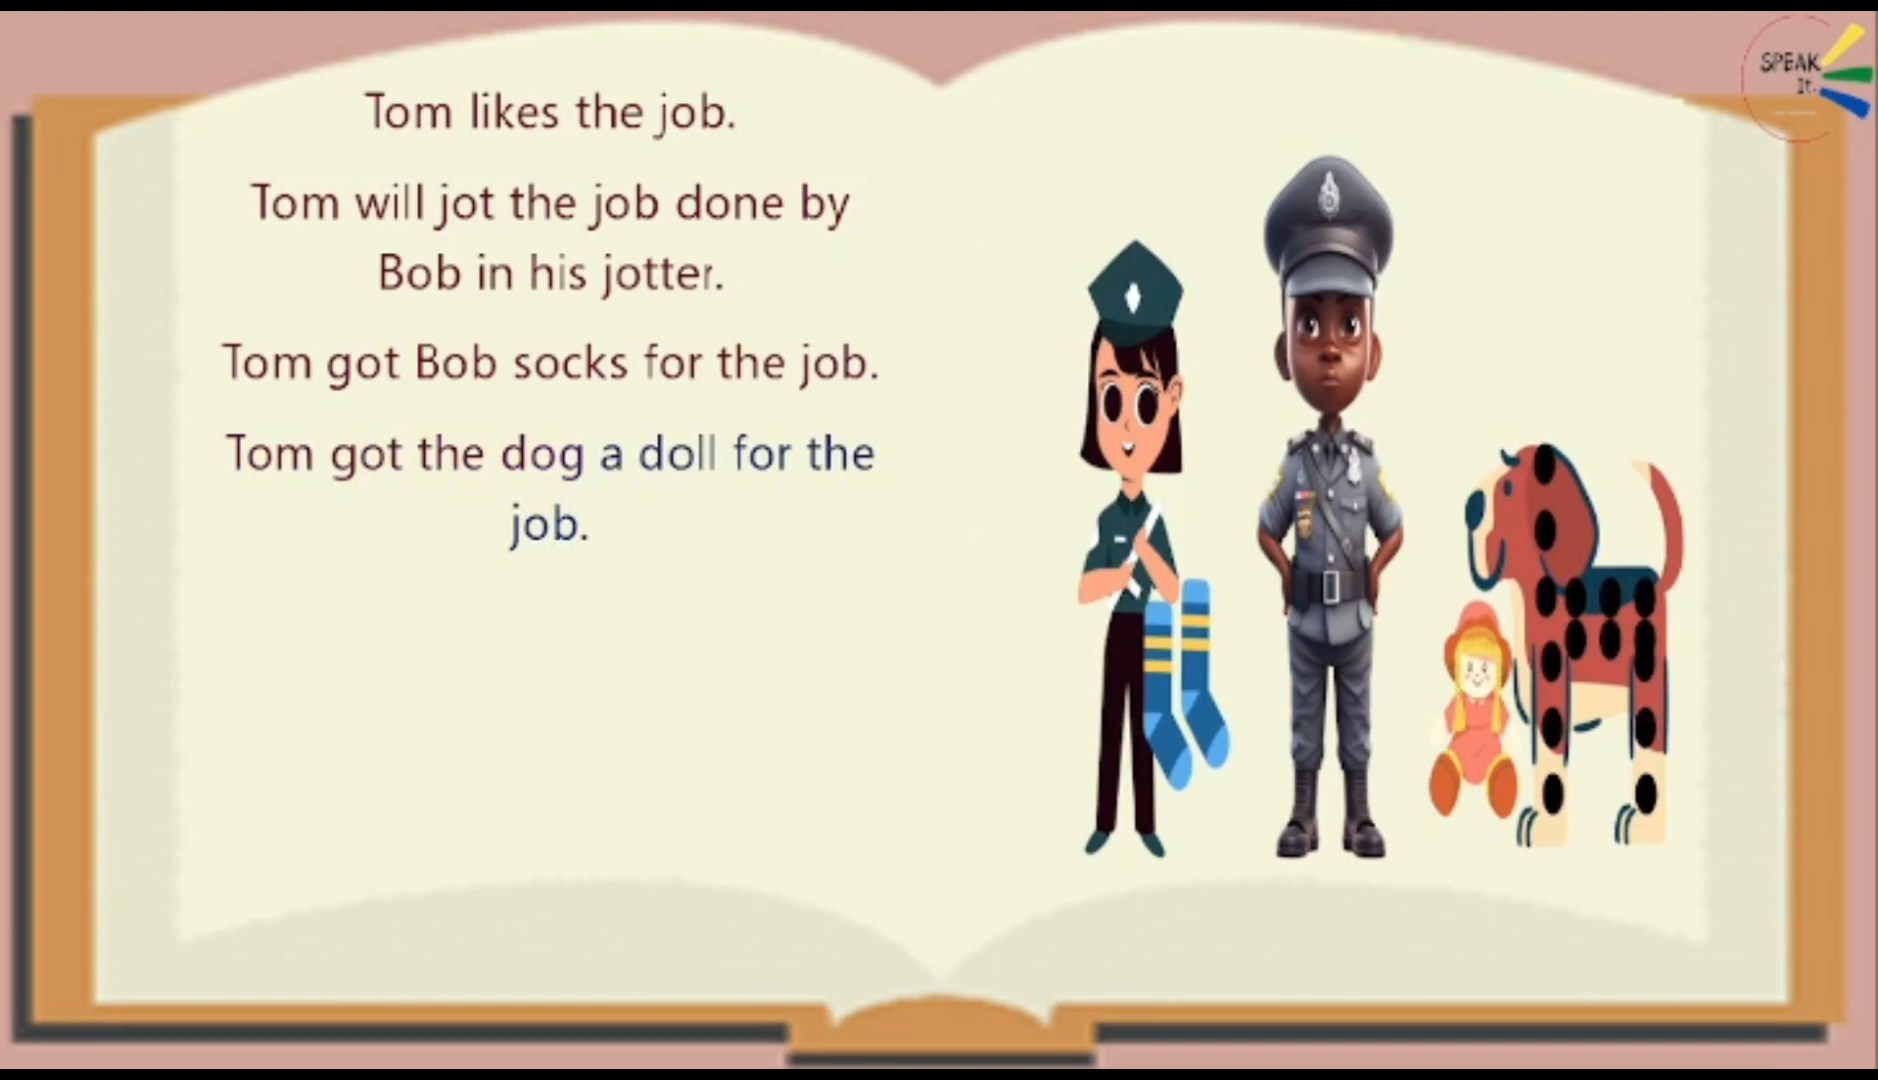 Tom likes the job.
Tom will jot the job done by
Bob in his jotter.
Tom got Bob socks for the job.
Tom got the dog a doll for the
job.
SPEAK
It.